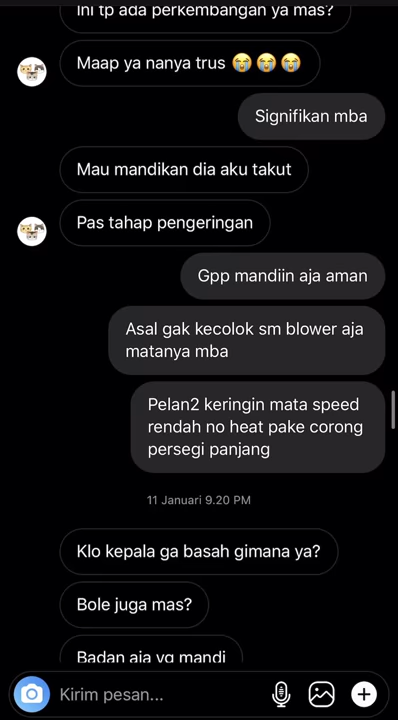 Ini tp ada perkembangan ya mas?
Maap ya nanya trus 😭😭😭
Signifikan mba
Mau mandikan dia aku takut
Pas tahap pengeringan
Gpp mandiin aja aman
Asal gak kecolok sm blower aja
matanya mba
Pelan2 keringin mata speed
rendah no heat pake corong
persegi panjang
11 Januari 9.20 PM
Klo kepala ga basah gimana ya?
Bole juga mas?
Badan aja yg mandi
Kirim pesan...